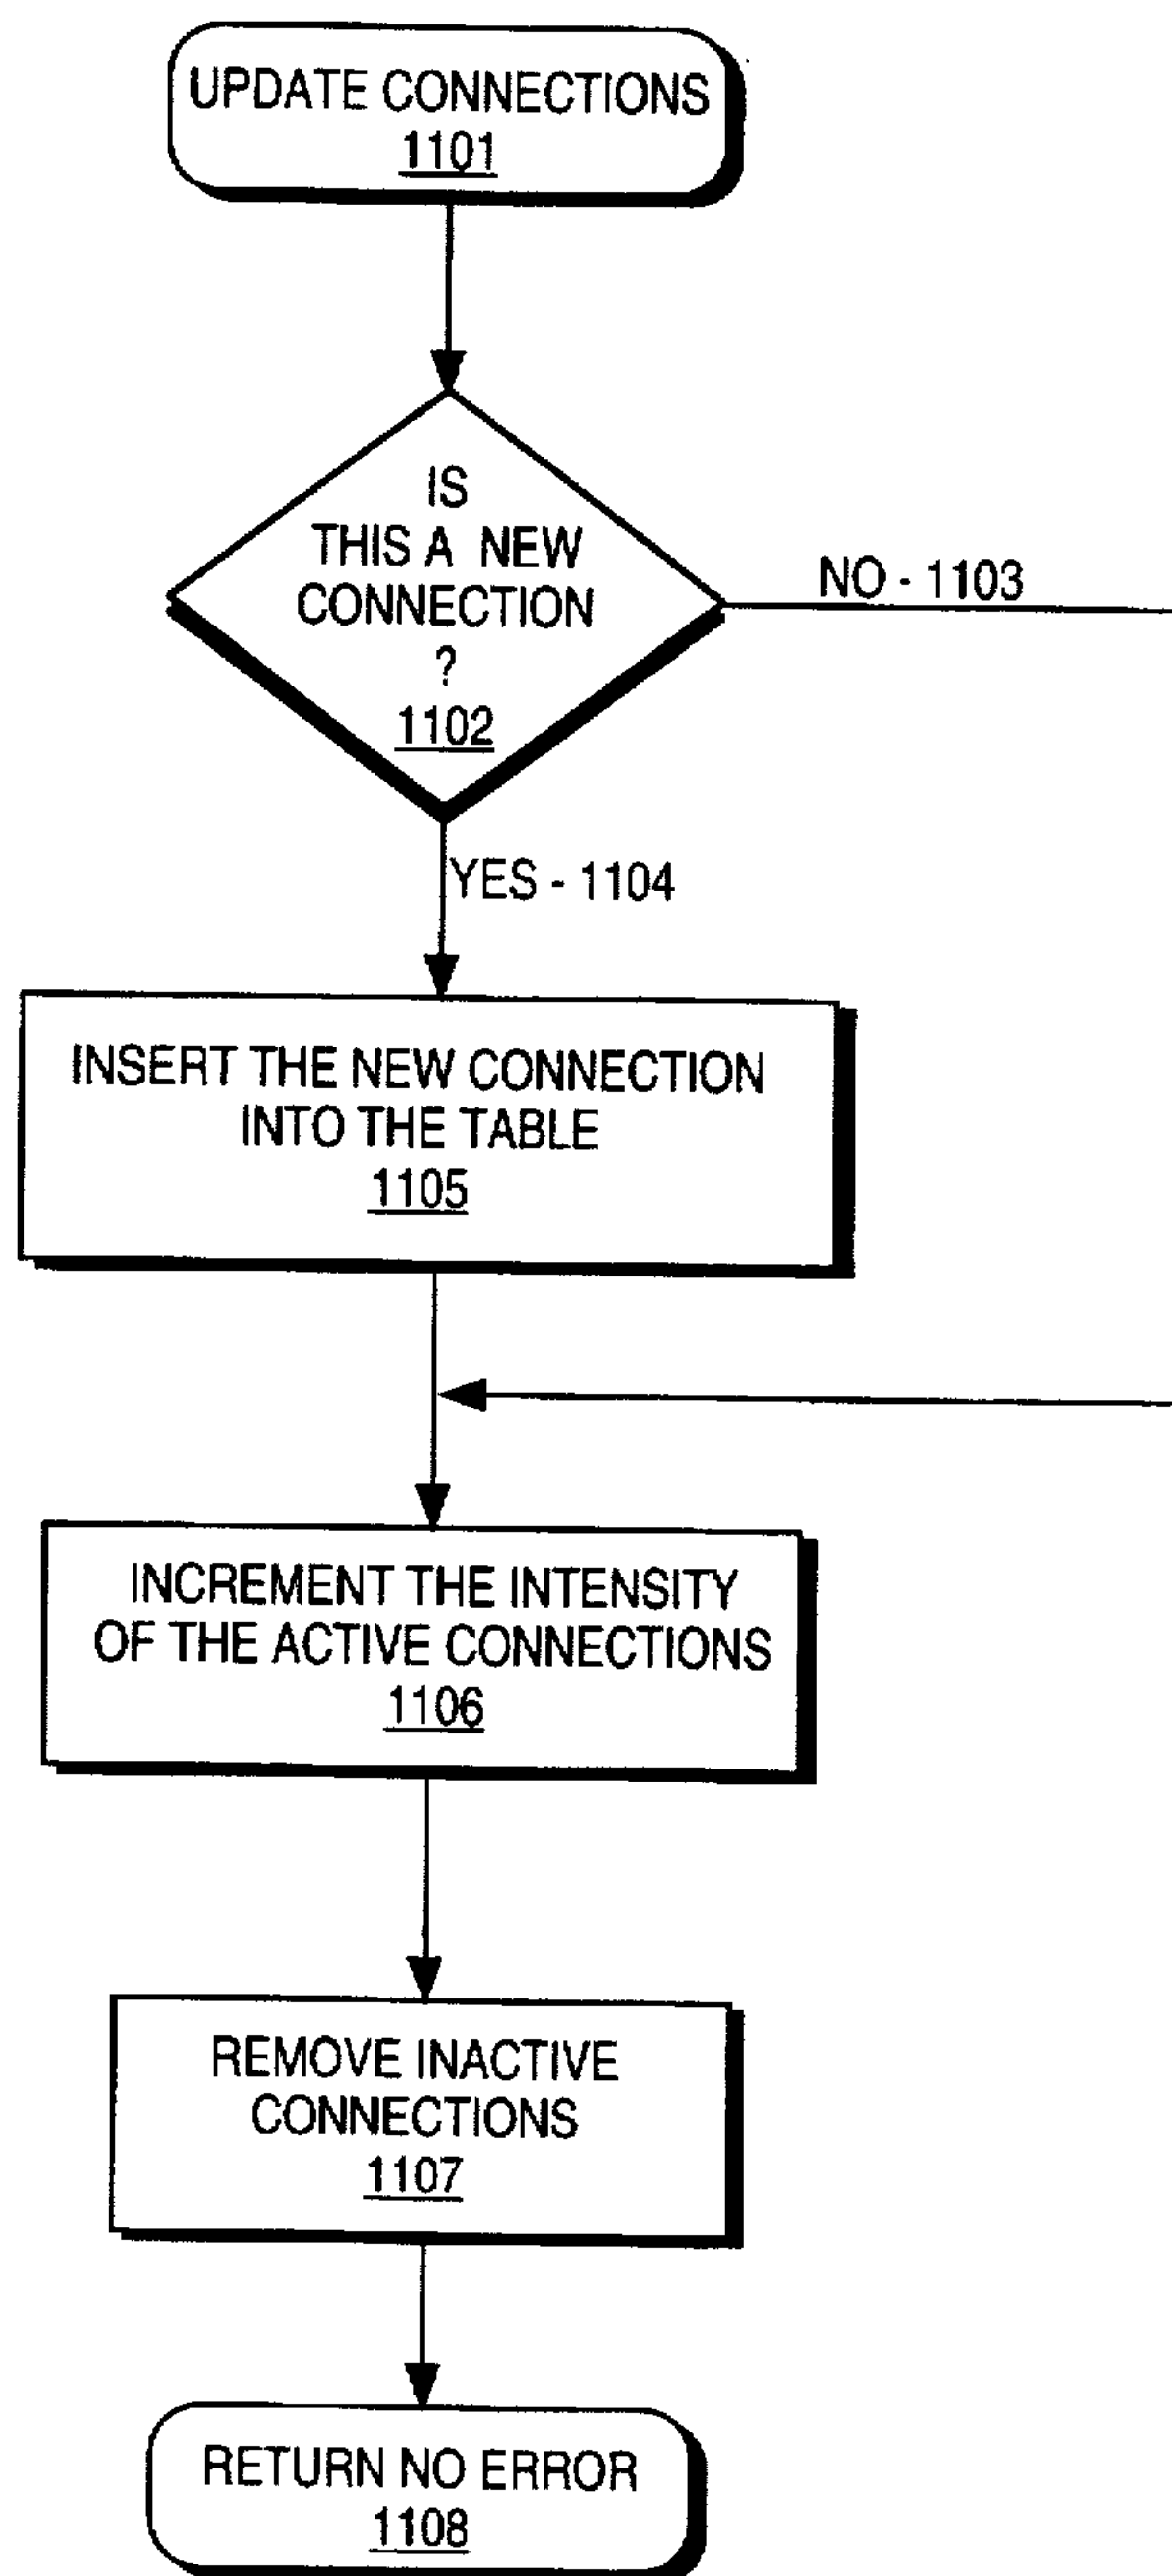 UPDATE CONNECTIONS
1101
IS
THIS A NEW
CONNECTION
?
1102
NO - 1103
YES - 1104
INSERT THE NEW CONNECTION
INTO THE TABLE
1105
INCREMENT THE INTENSITY
OF THE ACTIVE CONNECTIONS
1106
REMOVE INACTIVE
CONNECTIONS
1107
RETURN NO ERROR
1108